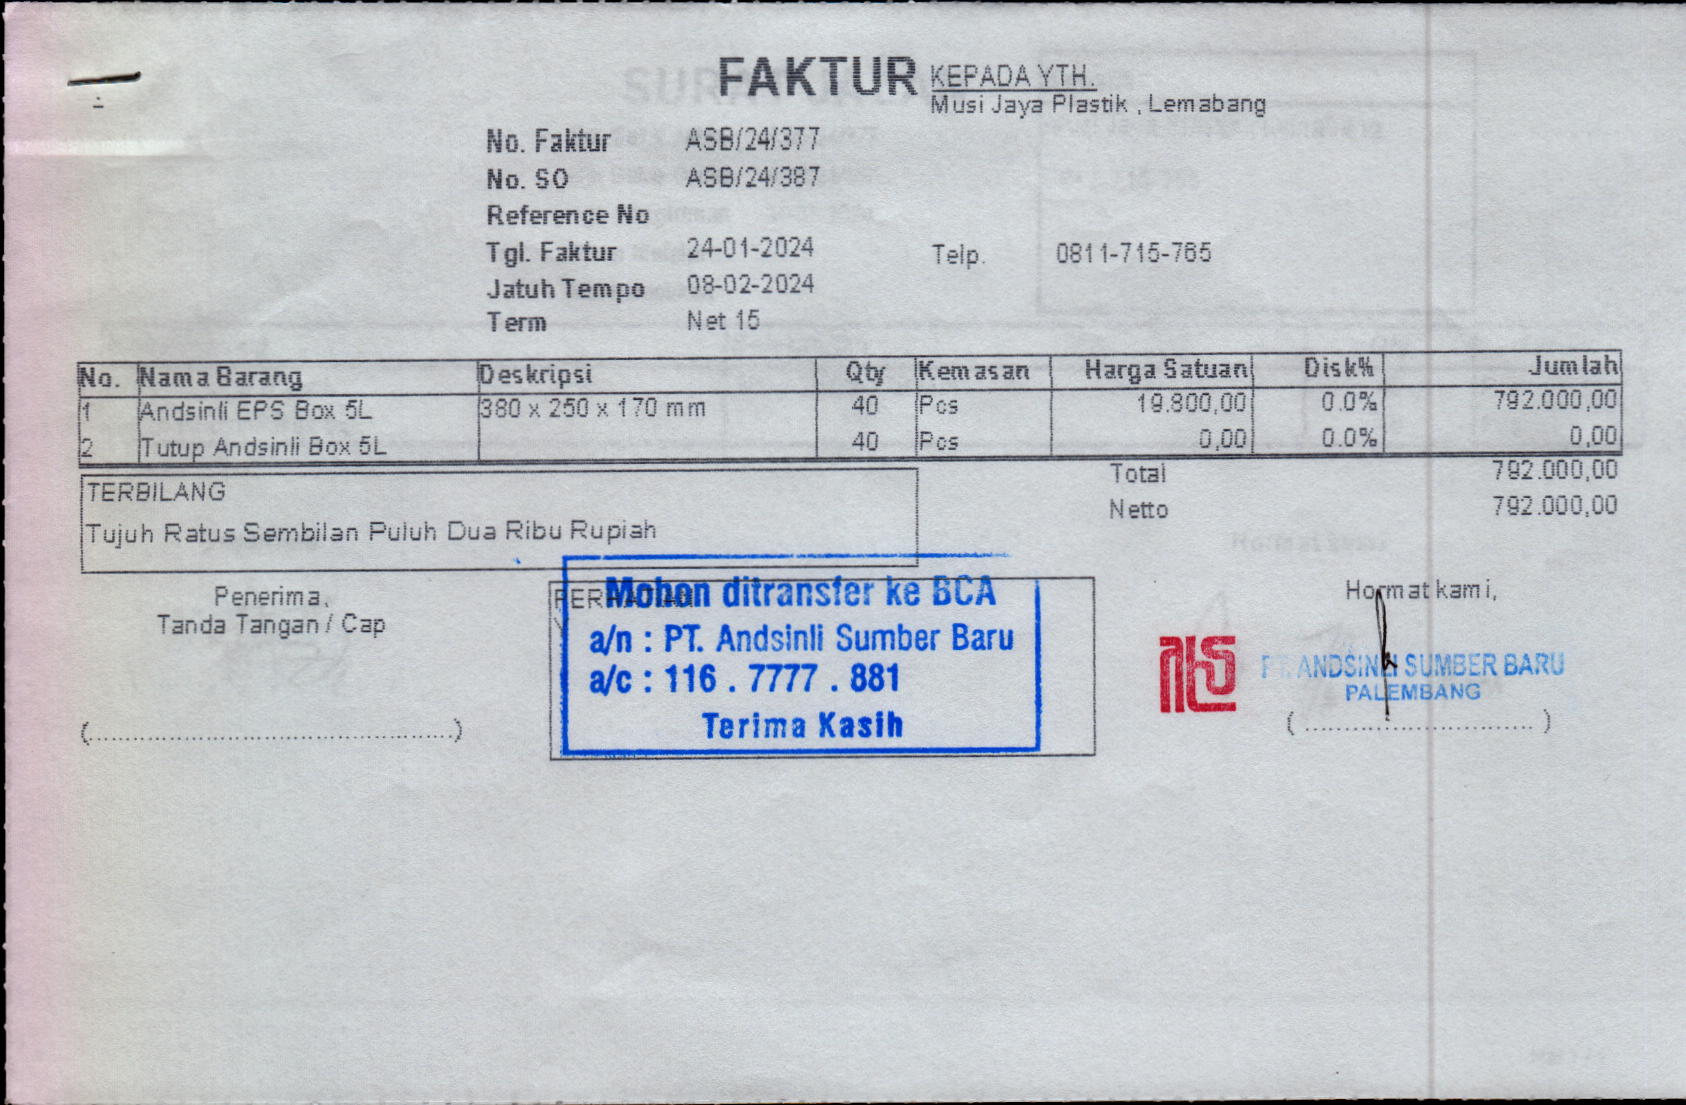 FAKTUR
KEPADA YTH.
Musi Jaya Plastik , Lemabang
No. Faktur ASB/24/377
No. SO ASB/24/387
Reference No
Tgl. Faktur 24-01-2024 Telp. 0811-715-765
Jatuh Tempo 08-02-2024
Term Net 15
No. Nama Barang Deskripsi Qty Kemasan Harga Satuan Disk% Jumlah
1 Andsinli EPS Box 5L 380 x 250 x 170 mm 40 Pcs 19.800,00 0.0% 792.000,00
2 Tutup Andsinli Box 5L 40 Pcs 0,00 0.0% 0,00
Total 792.000,00
Netto 792.000,00
TERBILANG
Tujuh Ratus Sembilan Puluh Dua Ribu Rupiah
Penerima,
Tanda Tangan / Cap
(............................................)
Mohon ditransfer ke BCA
a/n : PT. Andsinli Sumber Baru
a/c : 116 . 7777 . 881
Terima Kasih
Hormat kami,
PT. ANDSINLI SUMBER BARU
PALEMBANG
( ............................ )